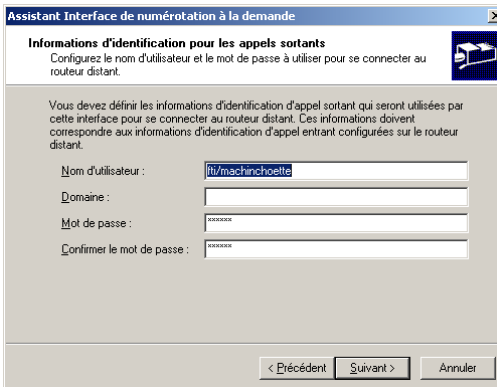 Assistant Interface de numérotation à la demande
Informations d'identification pour les appels sortants
Configurez le nom d'utilisateur et le mot de passe à utiliser pour se connecter au
routeur distant.
Vous devez définir les informations d'identification d'appel sortant qui seront utilisées par
cette interface pour se connecter au routeur distant. Ces informations doivent
correspondre aux informations d'identification d'appel entrant configurées sur le routeur
distant.
Nom d'utilisateur : fti/machinchoette
Domaine :
Mot de passe : ××××××
Confirmer le mot de passe : ××××××
< Précédent Suivant > Annuler